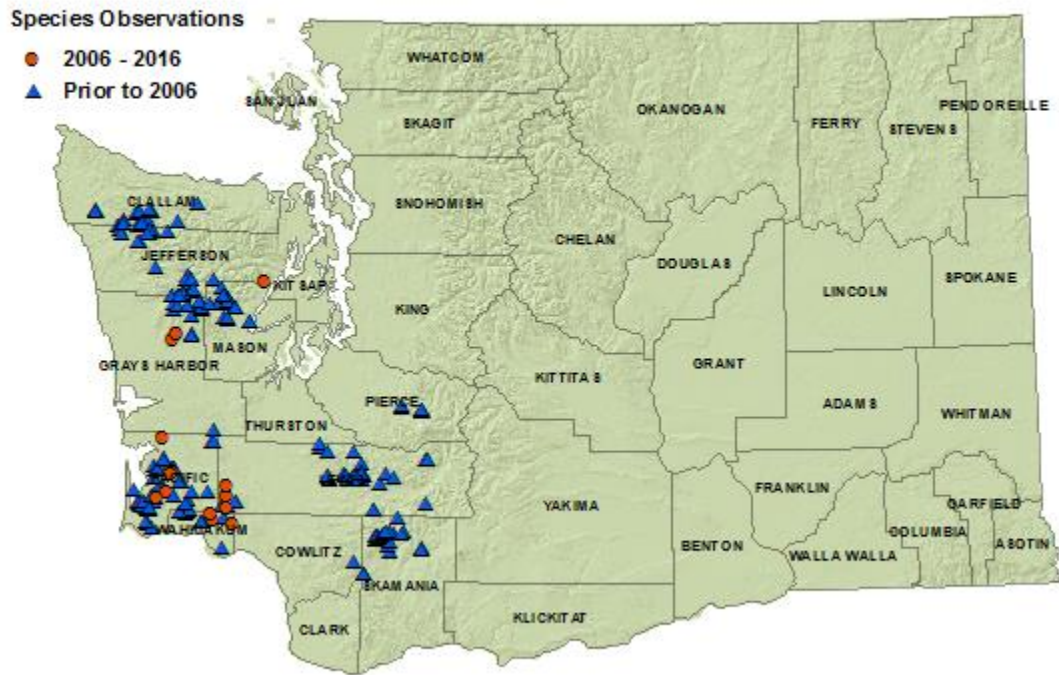 Species Observations
2006 - 2016
Prior to 2006
WHATCOM
SAN JUAN
OKANOGAN
PEND OREILLE
SKAGIT
FERRY
STEVENS
CLALLAM
SNOHOMISH
CHELAN
JEFFERSON
DOUGLAS
KITSAP
SPOKANE
LINCOLN
KING
MASON
GRAYS HARBOR
GRANT
KITTITAS
PIERCE
ADAMS
WHITMAN
THURSTON
PACIFIC
FRANKLIN
GARFIELD
YAKIMA
WAHKIAKUM
COLUMBIA
ASOTIN
BENTON
COWLITZ
WALLA WALLA
SKAMANIA
KLICKITAT
CLARK